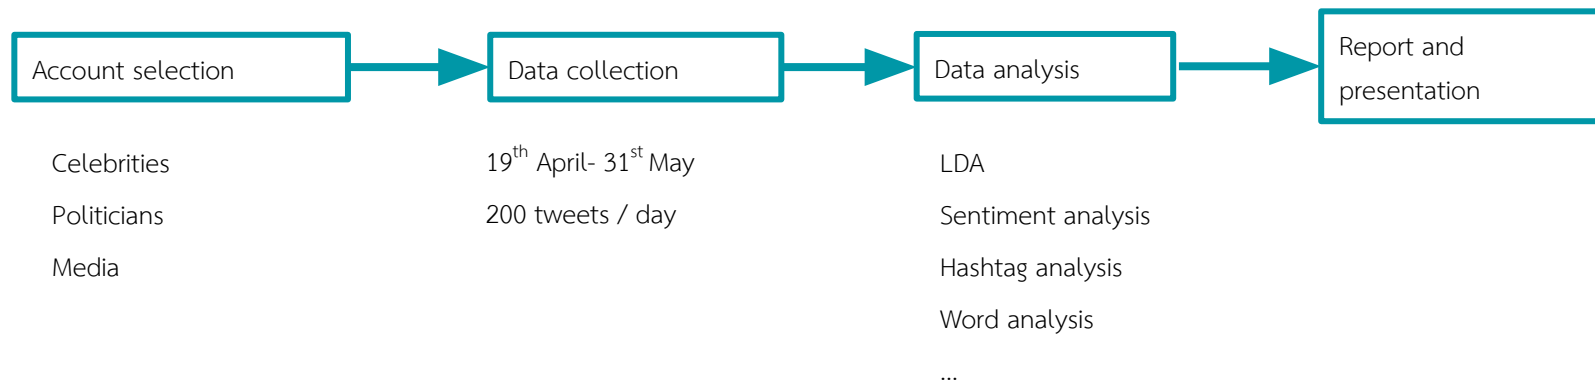 Account selection
Data collection
Data analysis
Report and
presentation
Celebrities
Politicians
Media
19th April- 31st May
200 tweets / day
LDA
Sentiment analysis
Hashtag analysis
Word analysis
...